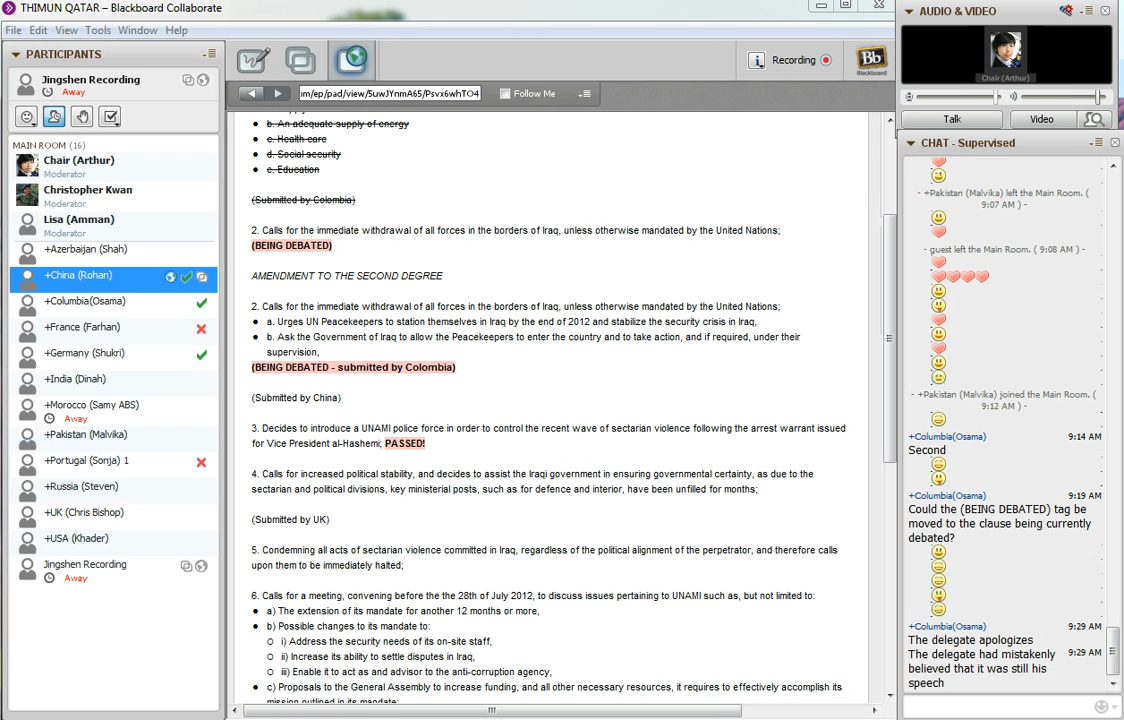 THIMUN QATAR – Blackboard Collaborate
File Edit View Tools Window Help
PARTICIPANTS
Jingshen Recording
Away
MAIN ROOM (16)
Chair (Arthur)
Moderator
Christopher Kwan
Moderator
Lisa (Amman)
Moderator
+Azerbaijan (Shah)
+China (Rohan)
+Columbia(Osama)
+France (Farhan)
+Germany (Shukri)
+India (Dinah)
+Morocco (Samy ABS)
Away
+Pakistan (Malvika)
+Portugal (Sonja) 1
+Russia (Steven)
+UK (Chris Bishop)
+USA (Khader)
Jingshen Recording
Away
Recording
Bb
Blackboard
om/ep/pad/view/5uwJYnmA65/Psvx6whTO4
Follow Me
b. An adequate supply of energy
c. Health care
d. Social security
e. Education
(Submitted by Colombia)
2. Calls for the immediate withdrawal of all forces in the borders of Iraq, unless otherwise mandated by the United Nations;
(BEING DEBATED)
AMENDMENT TO THE SECOND DEGREE
2. Calls for the immediate withdrawal of all forces in the borders of Iraq, unless otherwise mandated by the United Nations;
a. Urges UN Peacekeepers to station themselves in Iraq by the end of 2012 and stabilize the security crisis in Iraq,
b. Ask the Government of Iraq to allow the Peacekeepers to enter the country and to take action, and if required, under their
supervision,
(BEING DEBATED - submitted by Colombia)
(Submitted by China)
3. Decides to introduce a UNAMI police force in order to control the recent wave of sectarian violence following the arrest warrant issued
for Vice President al-Hashemi; PASSED!
4. Calls for increased political stability, and decides to assist the Iraqi government in ensuring governmental certainty, as due to the
sectarian and political divisions, key ministerial posts, such as for defence and interior, have been unfilled for months;
(Submitted by UK)
5. Condemning all acts of sectarian violence committed in Iraq, regardless of the political alignment of the perpetrator, and therefore calls
upon them to be immediately halted;
6. Calls for a meeting, convening before the the 28th of July 2012, to discuss issues pertaining to UNAMI such as, but not limited to:
a) The extension of its mandate for another 12 months or more,
b) Possible changes to its mandate to:
i) Address the security needs of its on-site staff,
ii) Increase its ability to settle disputes in Iraq,
iii) Enable it to act as and advisor to the anti-corruption agency,
c) Proposals to the General Assembly to increase funding, and all other necessary resources, it requires to effectively accomplish its
mission outlined in its mandate;
AUDIO & VIDEO
Chair (Arthur)
Talk
Video
CHAT - Supervised
- +Pakistan (Malvika) left the Main Room. (
9:07 AM ) -
- guest left the Main Room. ( 9:08 AM ) -
- +Pakistan (Malvika) joined the Main Room. (
9:12 AM ) -
+Columbia(Osama) 9:14 AM
Second
+Columbia(Osama) 9:19 AM
Could the (BEING DEBATED) tag be
moved to the clause being currently
debated?
+Columbia(Osama) 9:29 AM
The delegate apologizes
The delegate had mistakenly 9:29 AM
believed that it was still his
speech